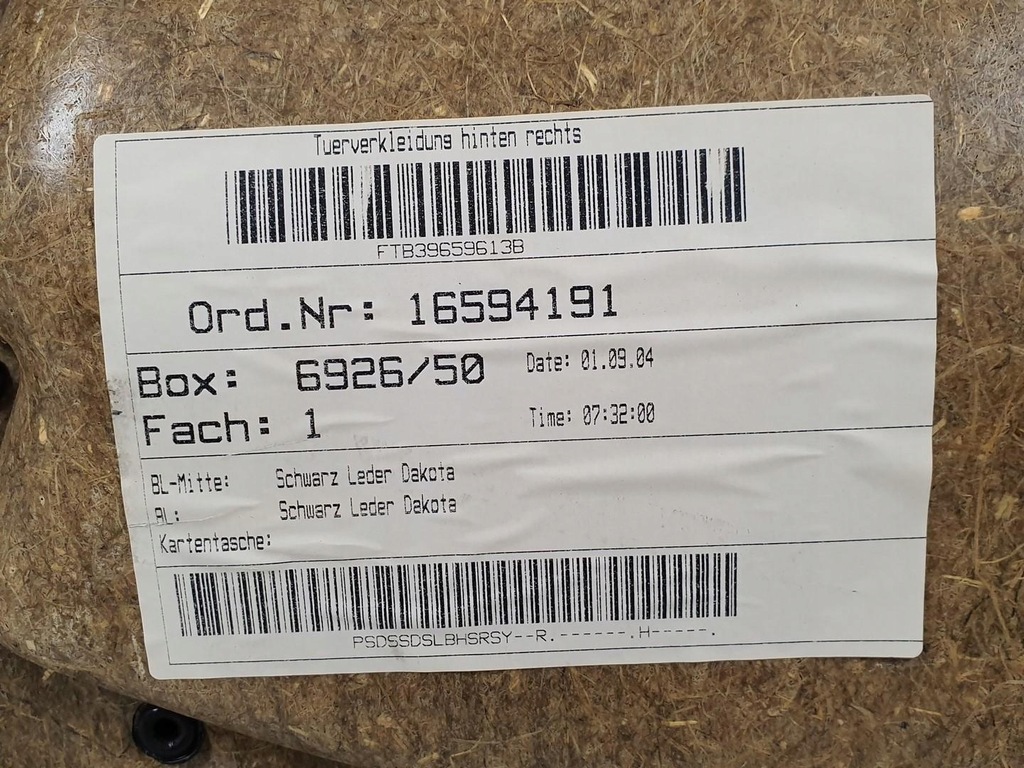 Tuerverkleidung hinten rechts
FTB39659613B
Ord.Nr: 16594191
Box: 6926/50 Date: 01.09.04
Fach: 1 Time: 07:32:00
BL-Mitte: Schwarz Leder Dakota
AL: Schwarz Leder Dakota
Kartentasche:
PSDSSDSLBHSRSY--R.------.H-----.